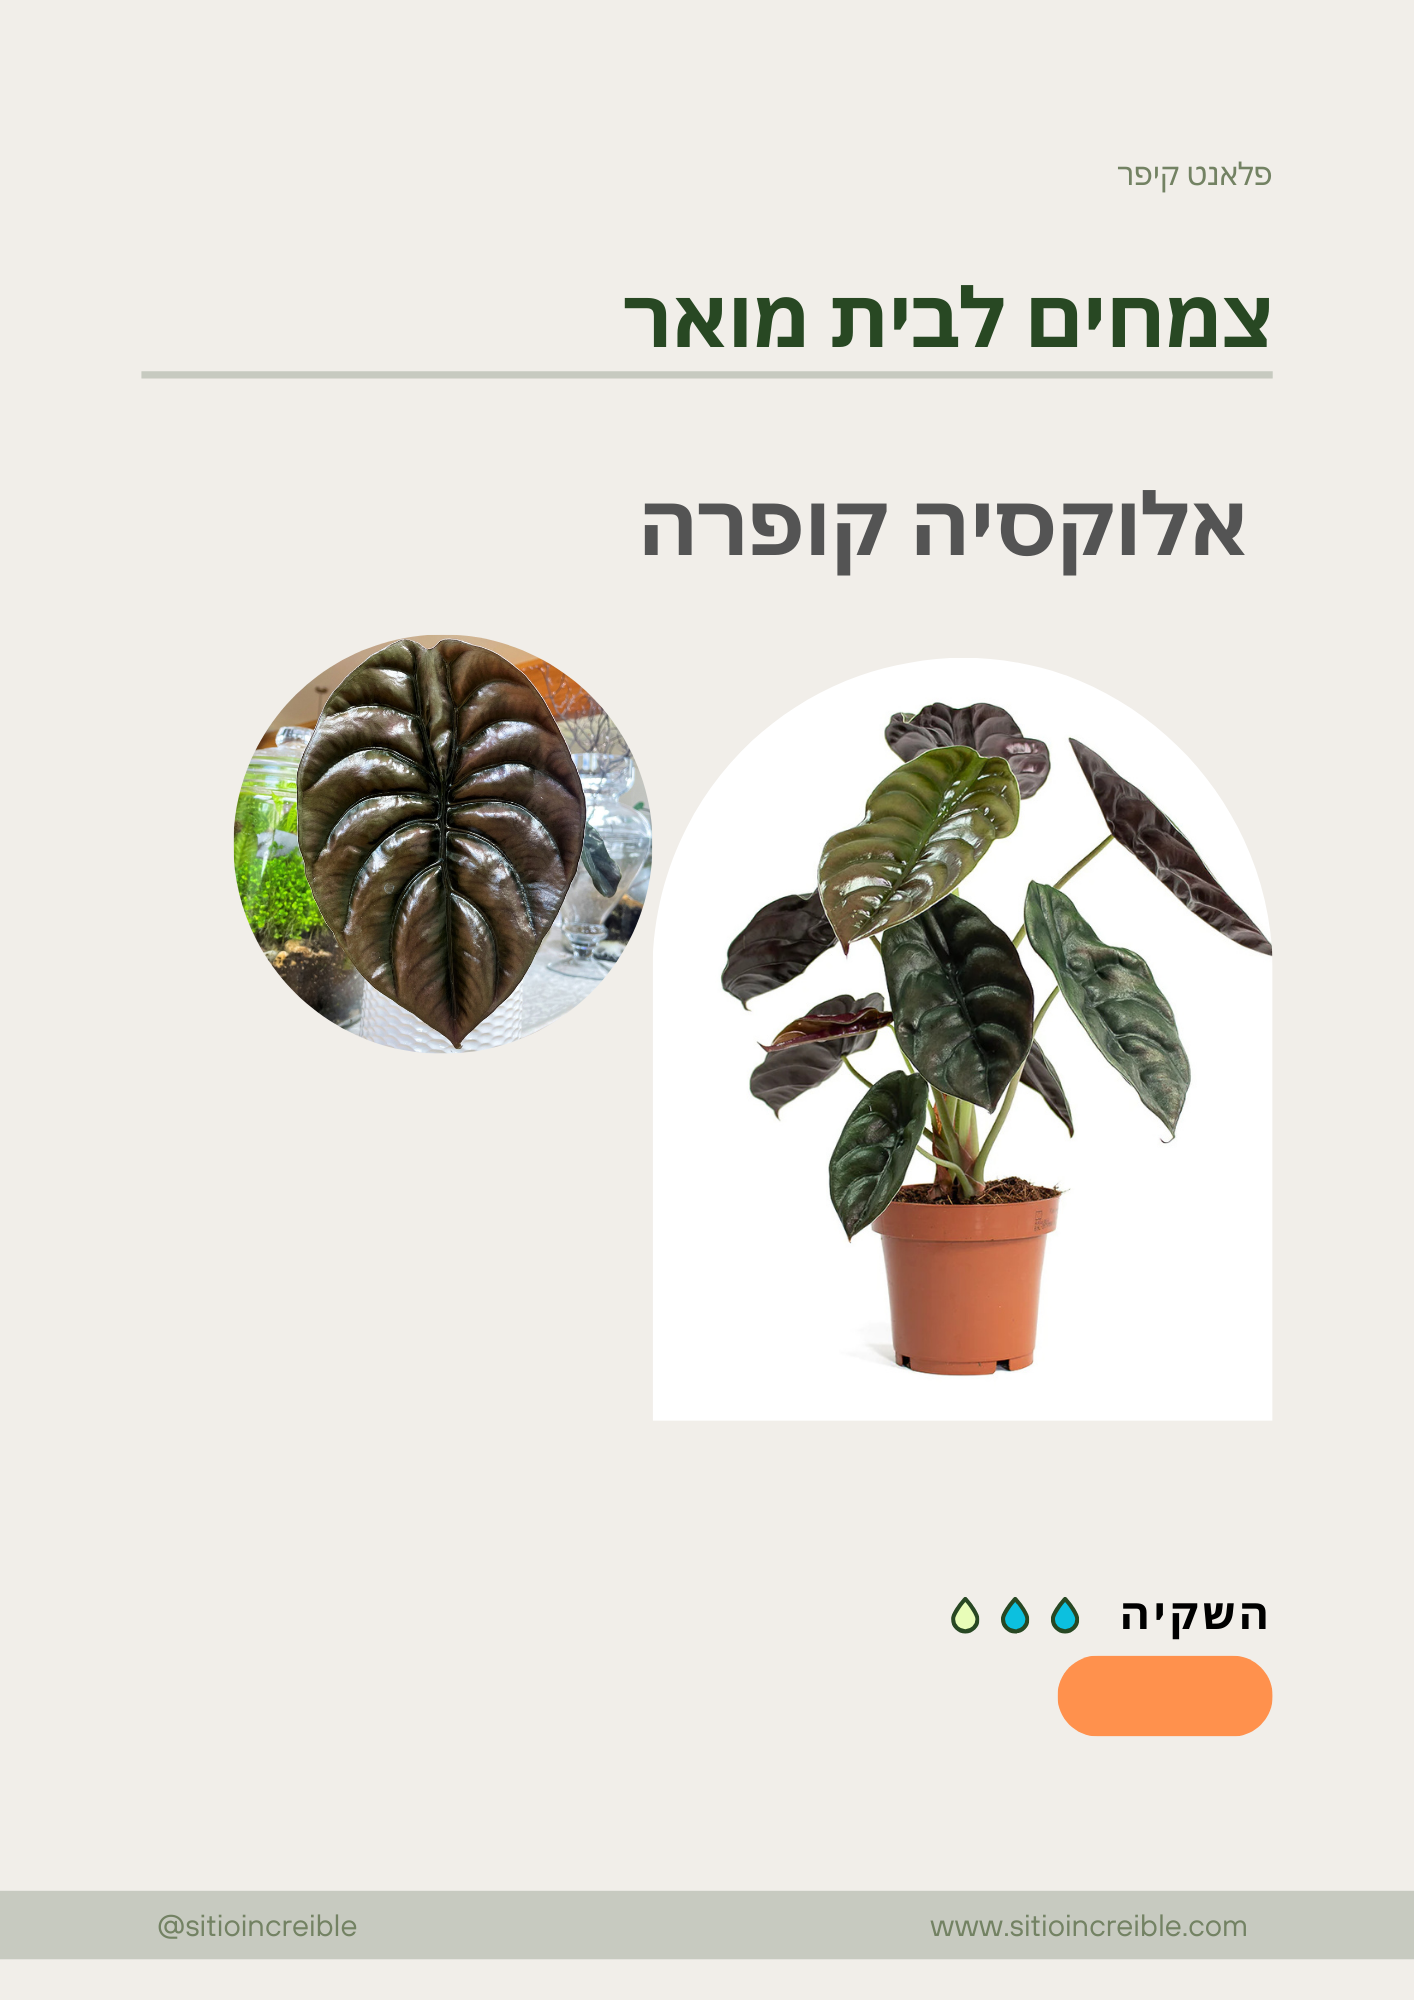 פלאנט קיפר
צמחים לבית מואר
אלוקסיה קופרה
השקיה
@sitioincreible
www.sitioincreible.com